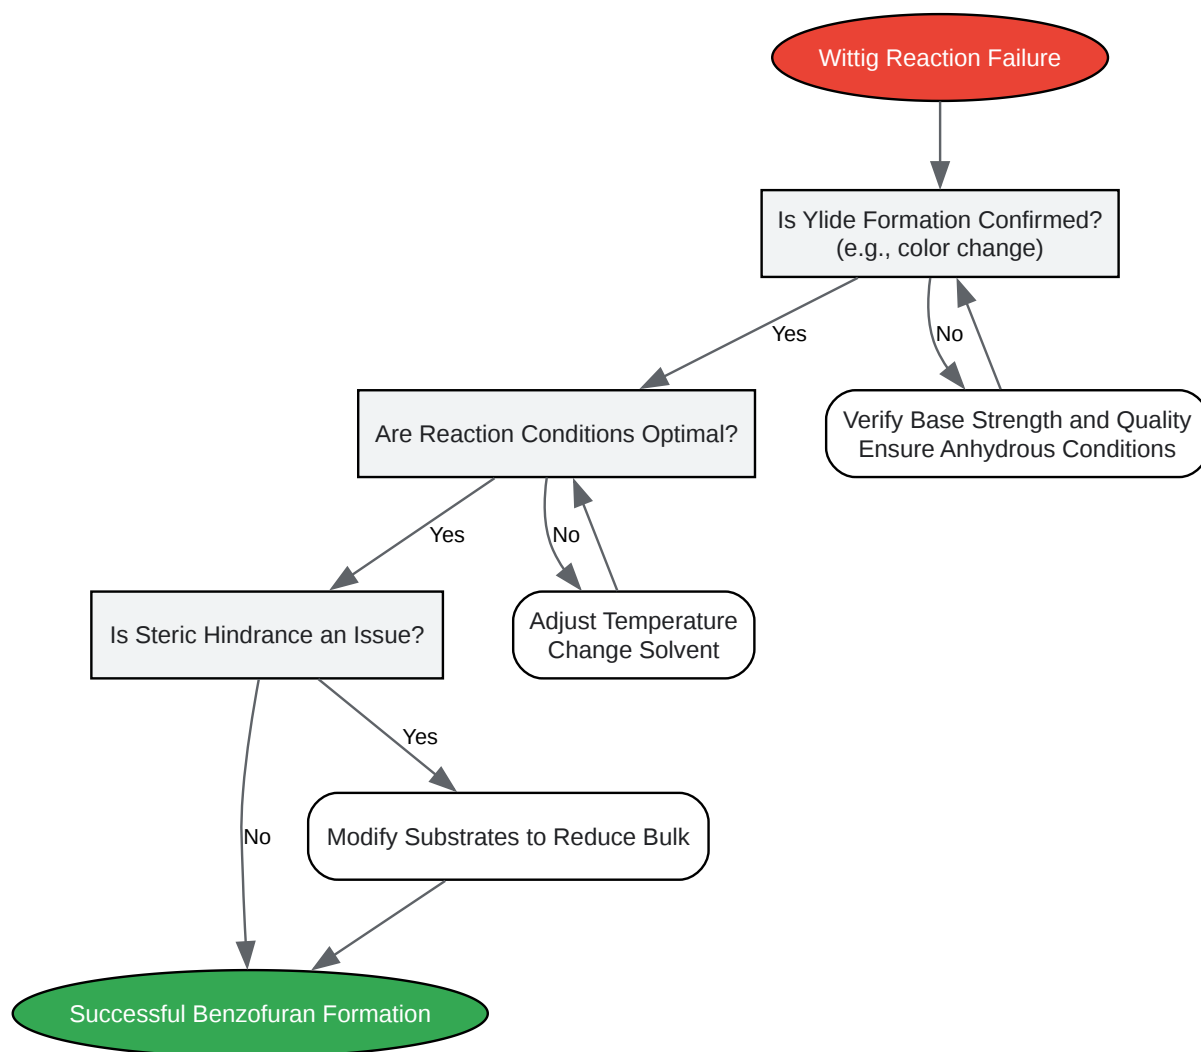 Wittig Reaction Failure
Is Ylide Formation Confirmed?
(e.g., color change)
Yes
No
Are Reaction Conditions Optimal?
Verify Base Strength and Quality
Ensure Anhydrous Conditions
Yes
No
Is Steric Hindrance an Issue?
Adjust Temperature
Change Solvent
Yes
No
Modify Substrates to Reduce Bulk
Successful Benzofuran Formation